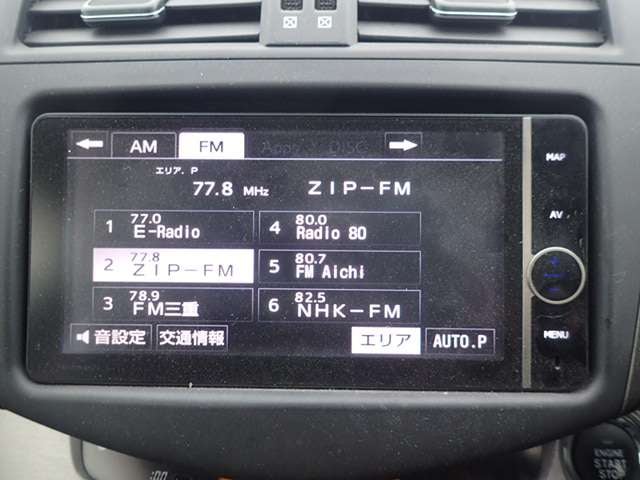 AM FM Apps DISC
MAP
エリア. P
77.8 MHz ZIP-FM
AV
1 77.0 E-Radio
4 80.0 Radio 80
2 77.8 ZIP-FM
5 80.7 FM Aichi
3 78.9 FM三重
6 82.5 NHK-FM
音設定 交通情報 エリア AUTO.P
MENU
ENGINE
START
STOP
:00